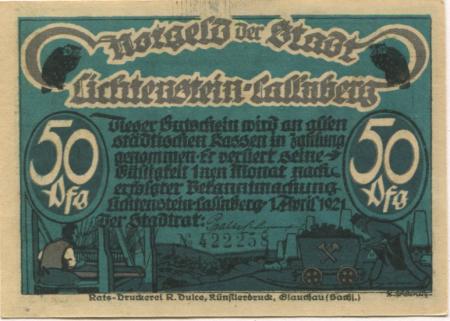 Notgeld der Stadt
Lichtenstein-Callnberg
50
Pfg
Dieser Gutschein wird an allen
städtischen Kassen in Zahlung
genommen. Er verliert seine
Gültigkeit 1 nen Monat nach
erfolgter Bekanntmachung.
Lichtenstein-Callnberg 1. April 1921
Der Stadtrat:
50
Pfg
№ 422258
Rats-Druckerei R. Dulce, Künstlerdruck, Glauchau (Sachs.)